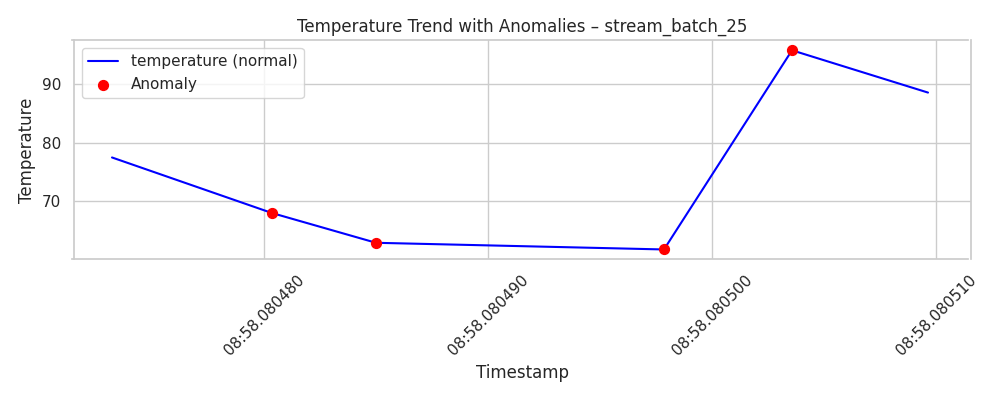 Temperature Trend with Anomalies – stream_batch_25
temperature (normal)
Anomaly
Temperature
90
80
70
08:58.080480
08:58.080490
08:58.080500
08:58.080510
Timestamp